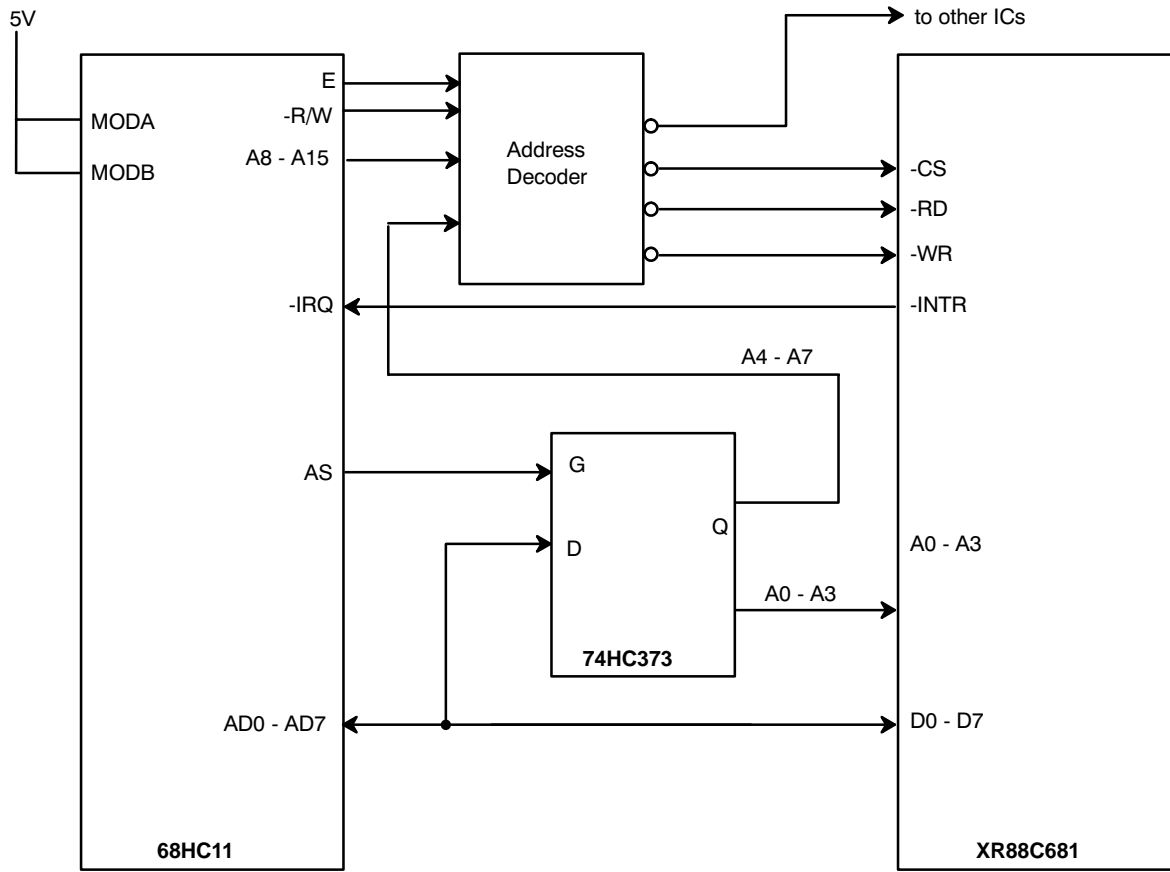 5V
to other ICs
E
-R/W
MODA
A8 - A15
MODB
Address
Decoder
-CS
-RD
-WR
-IRQ
-INTR
A4 - A7
AS
G
Q
D
A0 - A3
A0 - A3
74HC373
AD0 - AD7
D0 - D7
68HC11
XR88C681